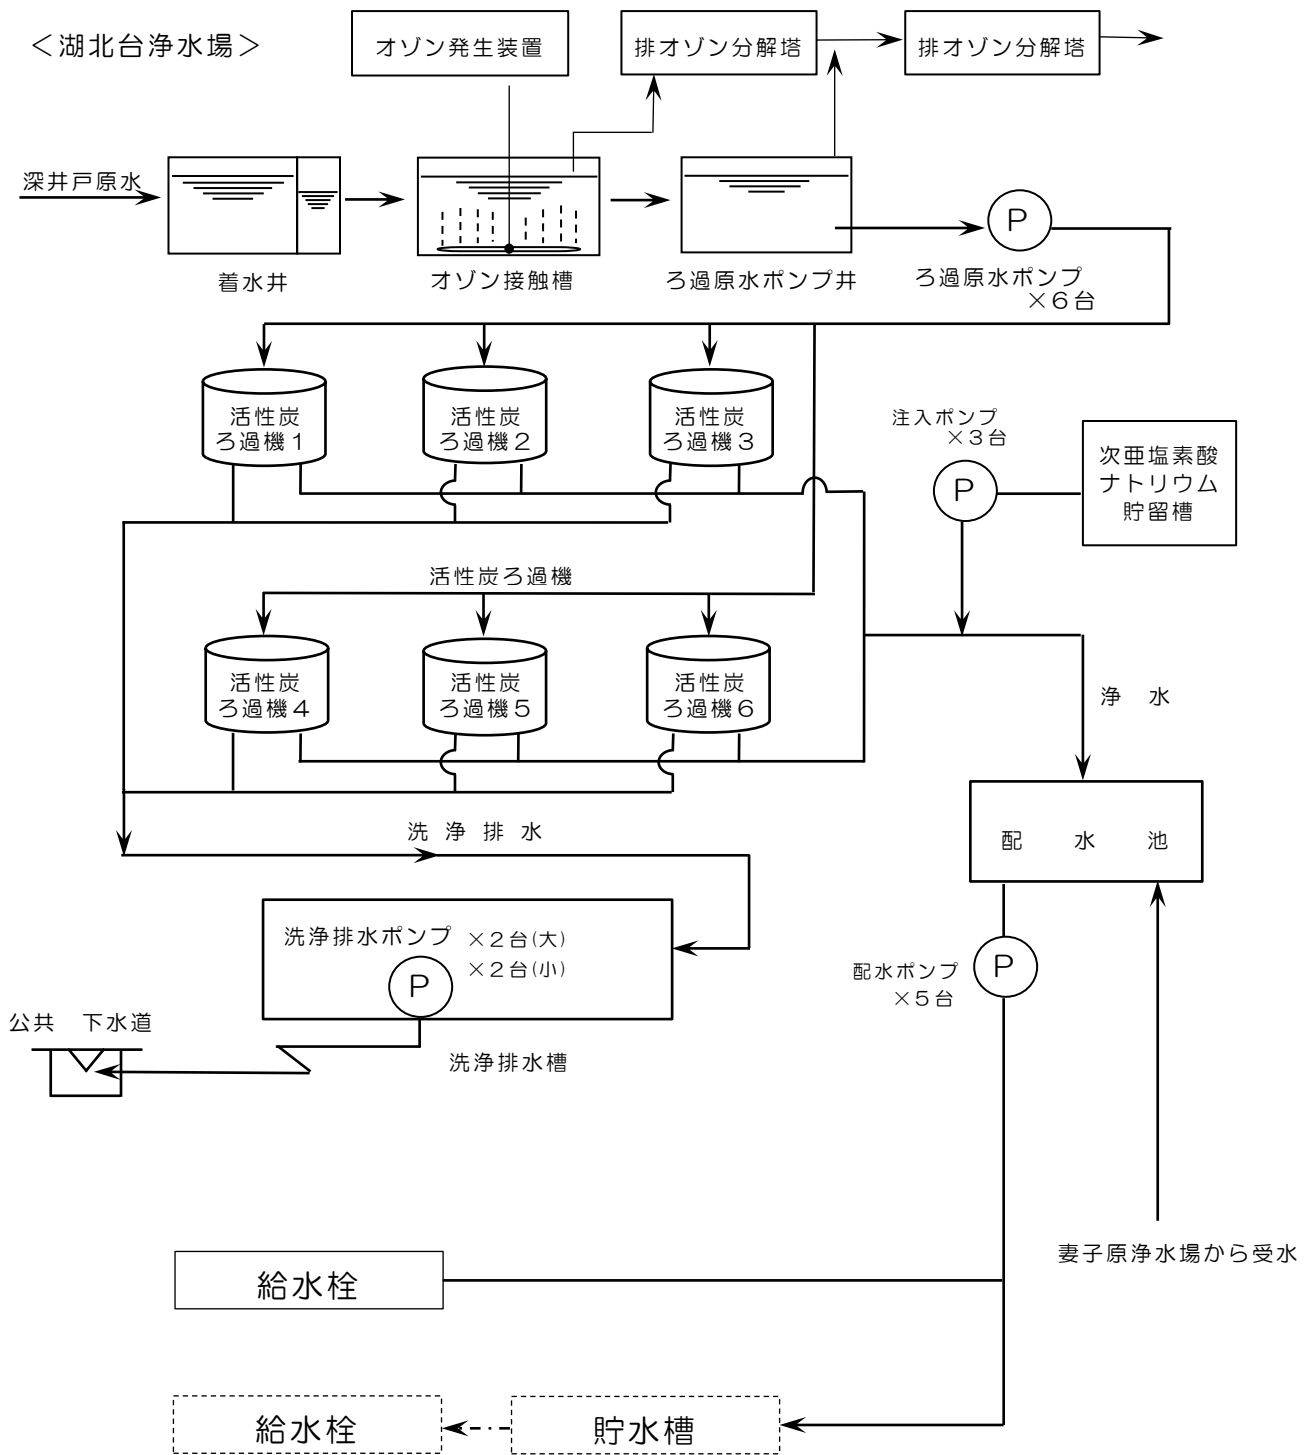 ＜湖北台浄水場＞
オゾン発生装置
排オゾン分解塔
排オゾン分解塔
深井戸原水
着水井
オゾン接触槽
ろ過原水ポンプ井
P
ろ過原水ポンプ
×６台
活性炭
ろ過機１
活性炭
ろ過機２
活性炭
ろ過機３
注入ポンプ
×３台
P
次亜塩素酸
ナトリウム
貯留槽
活性炭ろ過機
活性炭
ろ過機４
活性炭
ろ過機５
活性炭
ろ過機６
浄　水
洗 浄 排 水
配　水　池
洗浄排水ポンプ ×２台(大)
×２台(小)
P
配水ポンプ
×５台
P
公共　下水道
洗浄排水槽
妻子原浄水場から受水
給水栓
給水栓
貯水槽